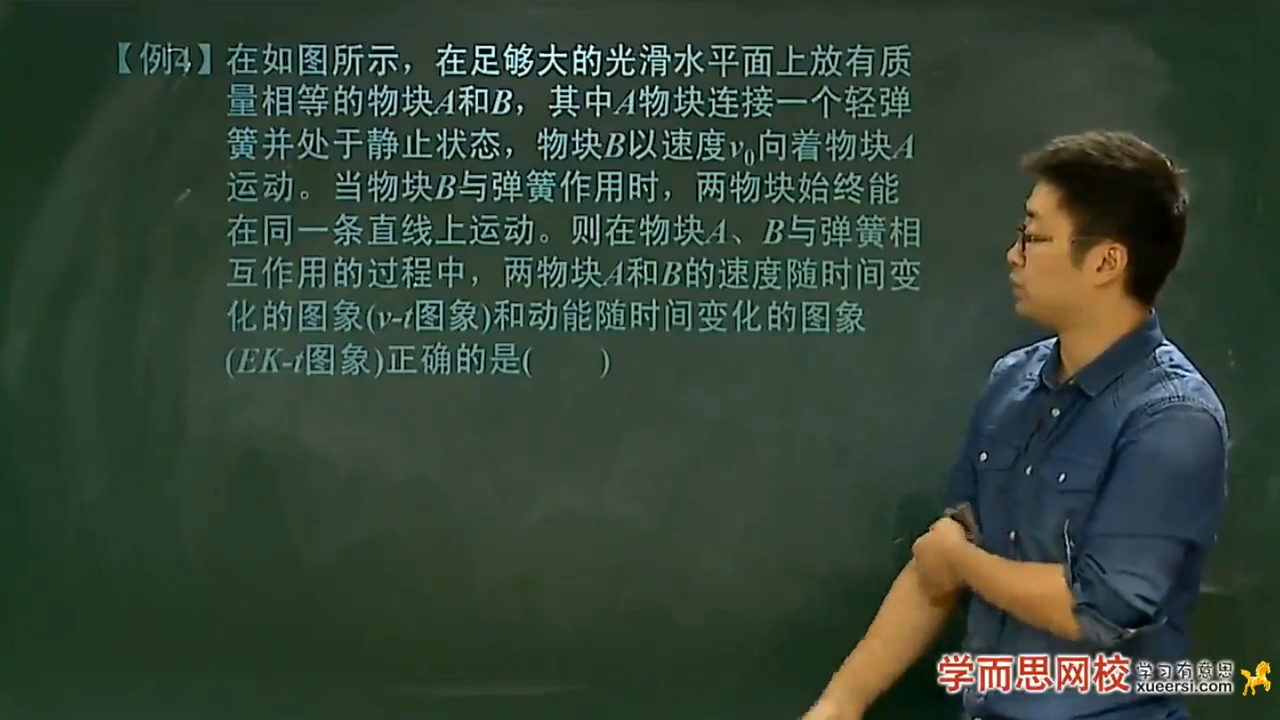 【例4】在如图所示，在足够大的光滑水平面上放有质
量相等的物块A和B，其中A物块连接一个轻弹
簧并处于静止状态，物块B以速度v₀向着物块A
运动。当物块B与弹簧作用时，两物块始终能
在同一条直线上运动。则在物块A、B与弹簧相
互作用的过程中，两物块A和B的速度随时间变
化的图象(v-t图象)和动能随时间变化的图象
(EK-t图象)正确的是(　　)
学而思网校 学习有意思
xueersi.com